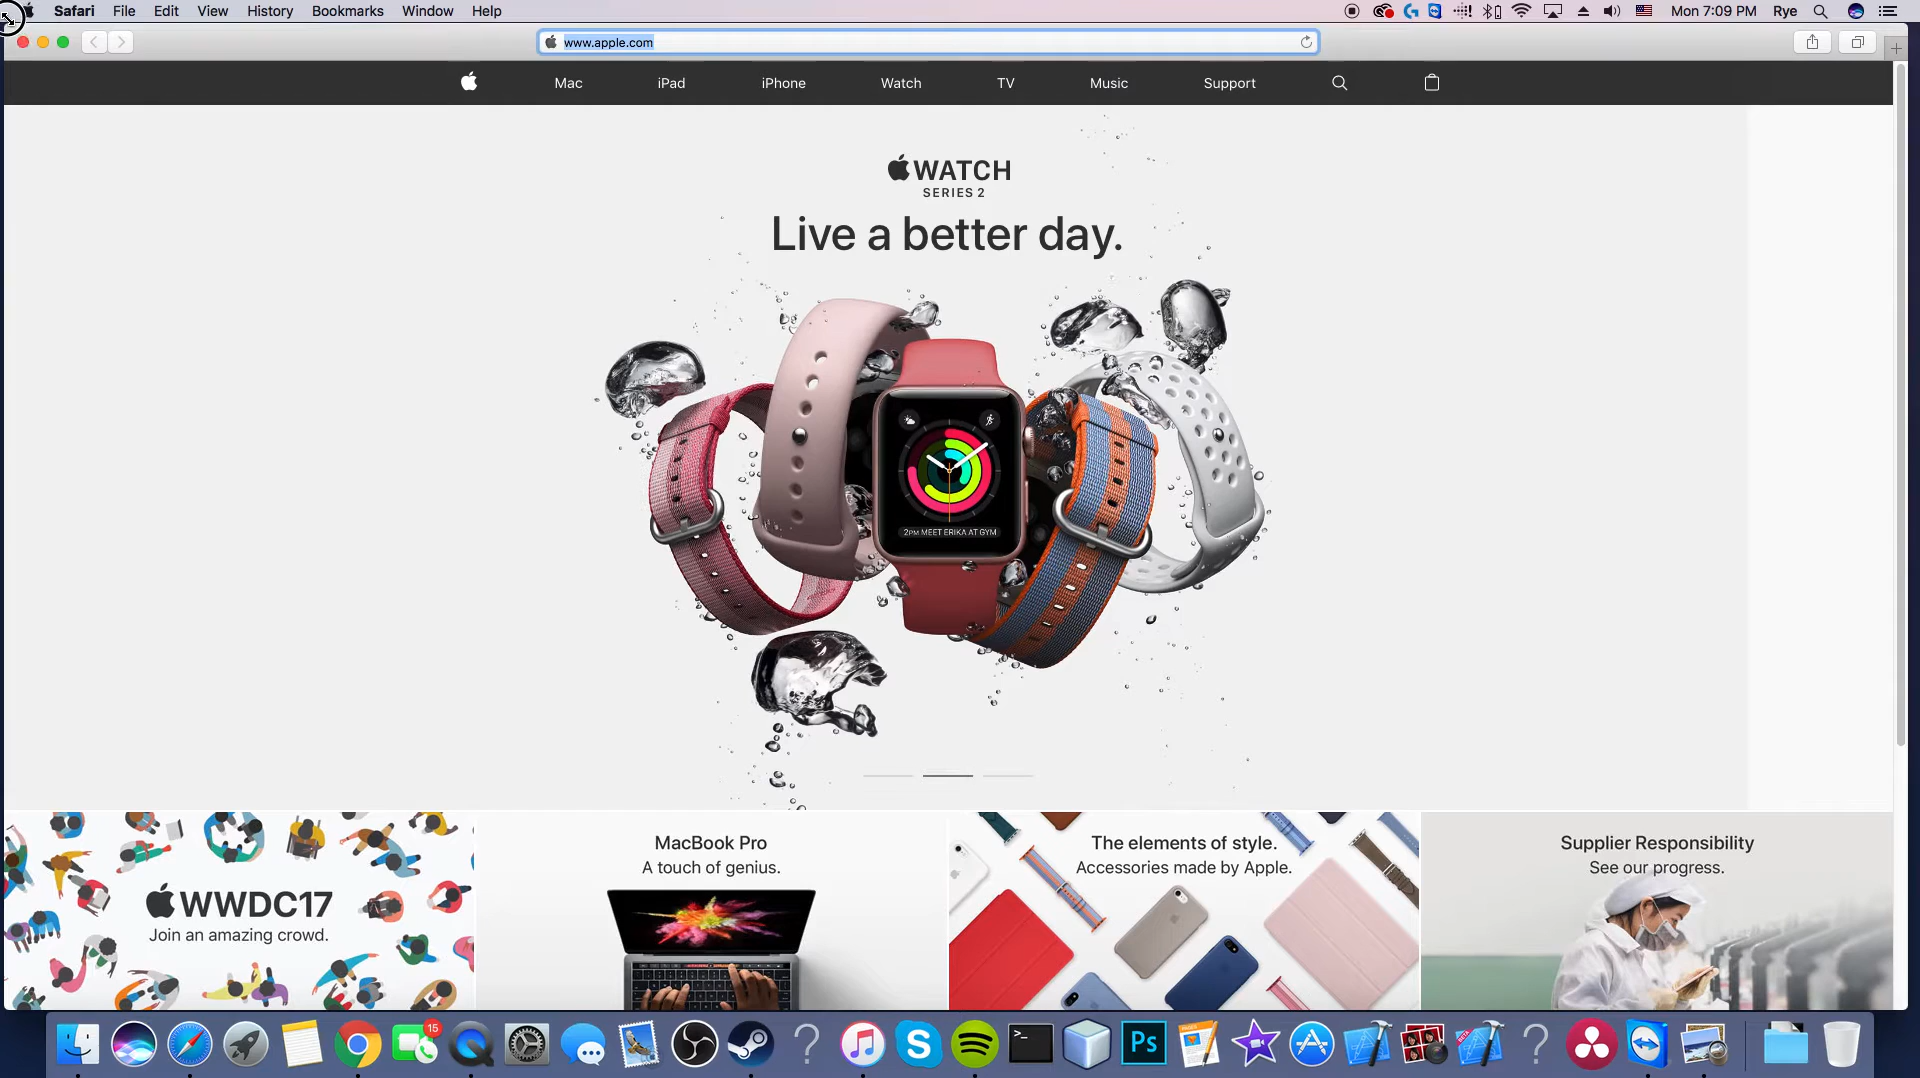 Safari File Edit View History Bookmarks Window Help Mon 7:09 PM Rye
www.apple.com
Mac iPad iPhone Watch TV Music Support
WATCH
SERIES 2
Live a better day.
2PM MEET ERIKA AT GYM
WWDC17
Join an amazing crowd.
MacBook Pro
A touch of genius.
The elements of style.
Accessories made by Apple.
Supplier Responsibility
See our progress.
15
Ps